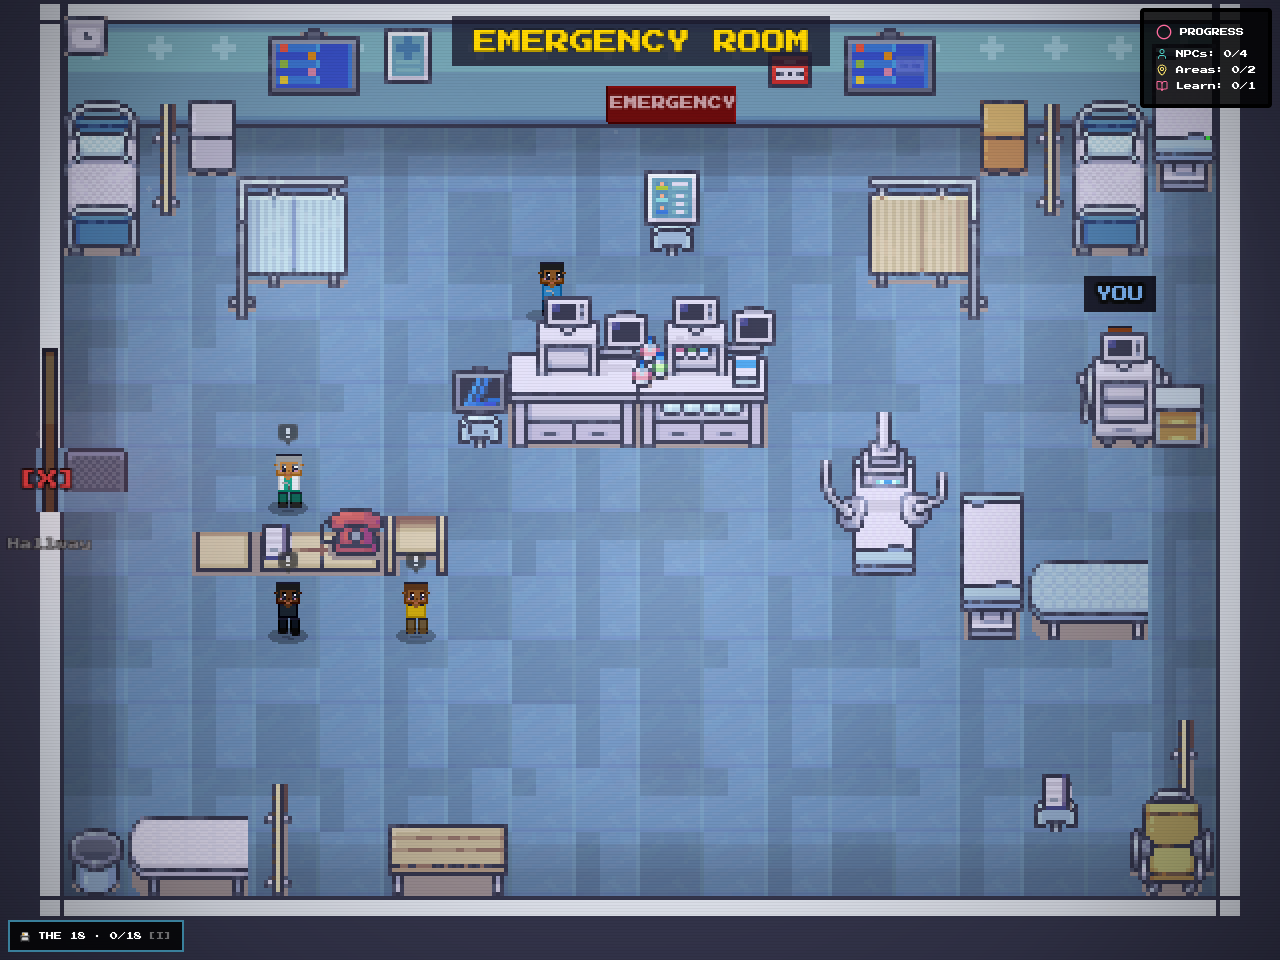 EMERGENCY ROOM
PROGRESS
NPCs: 0/4
Areas: 0/2
Learn: 0/1
EMERGENCY
YOU
[X]
Hallway
THE 18 · 0/18 [I]